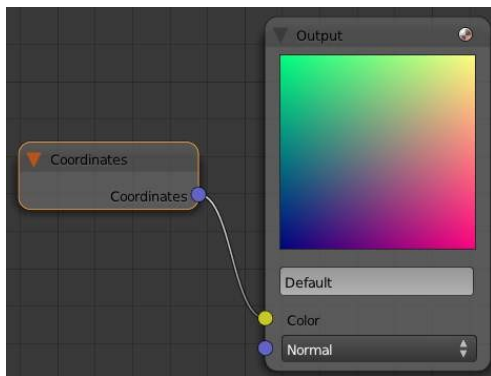 Output
Coordinates
Coordinates
Default
Color
Normal